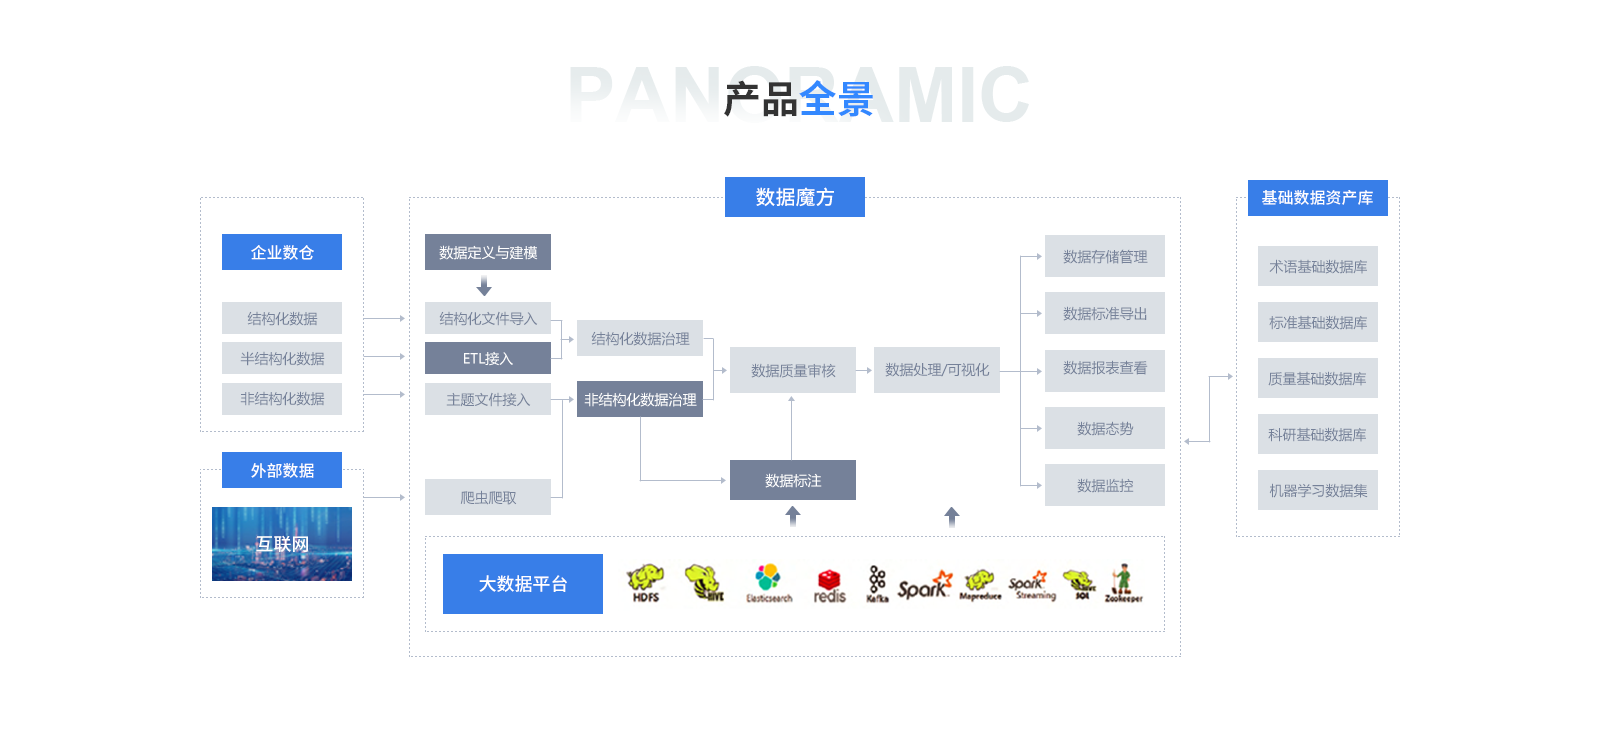 PANORAMIC
产品全景
企业数仓
结构化数据
半结构化数据
非结构化数据
外部数据
互联网
数据魔方
数据定义与建模
结构化文件导入
ETL接入
主题文件接入
爬虫爬取
结构化数据治理
非结构化数据治理
数据质量审核
数据标注
数据处理/可视化
数据存储管理
数据标准导出
数据报表查看
数据态势
数据监控
大数据平台
HDFS
HIVE
Elasticsearch
redis
Kafka
Spark
Mapreduce
Spark Streaming
HIVE SQL
Zookeeper
基础数据资产库
术语基础数据库
标准基础数据库
质量基础数据库
科研基础数据库
机器学习数据集